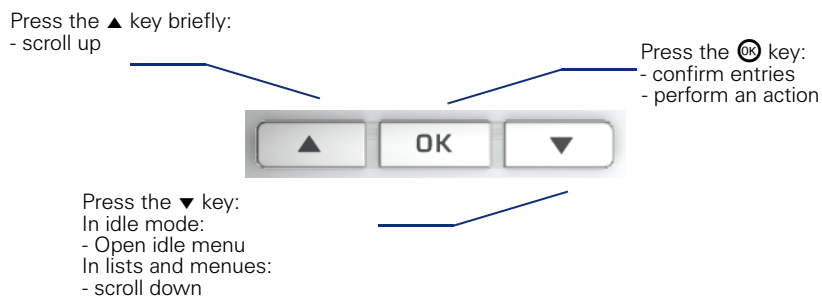 Press the ▲ key briefly:
- scroll up
Press the OK key:
- confirm entries
- perform an action
▲ OK ▼
Press the ▼ key:
In idle mode:
- Open idle menu
In lists and menues:
- scroll down